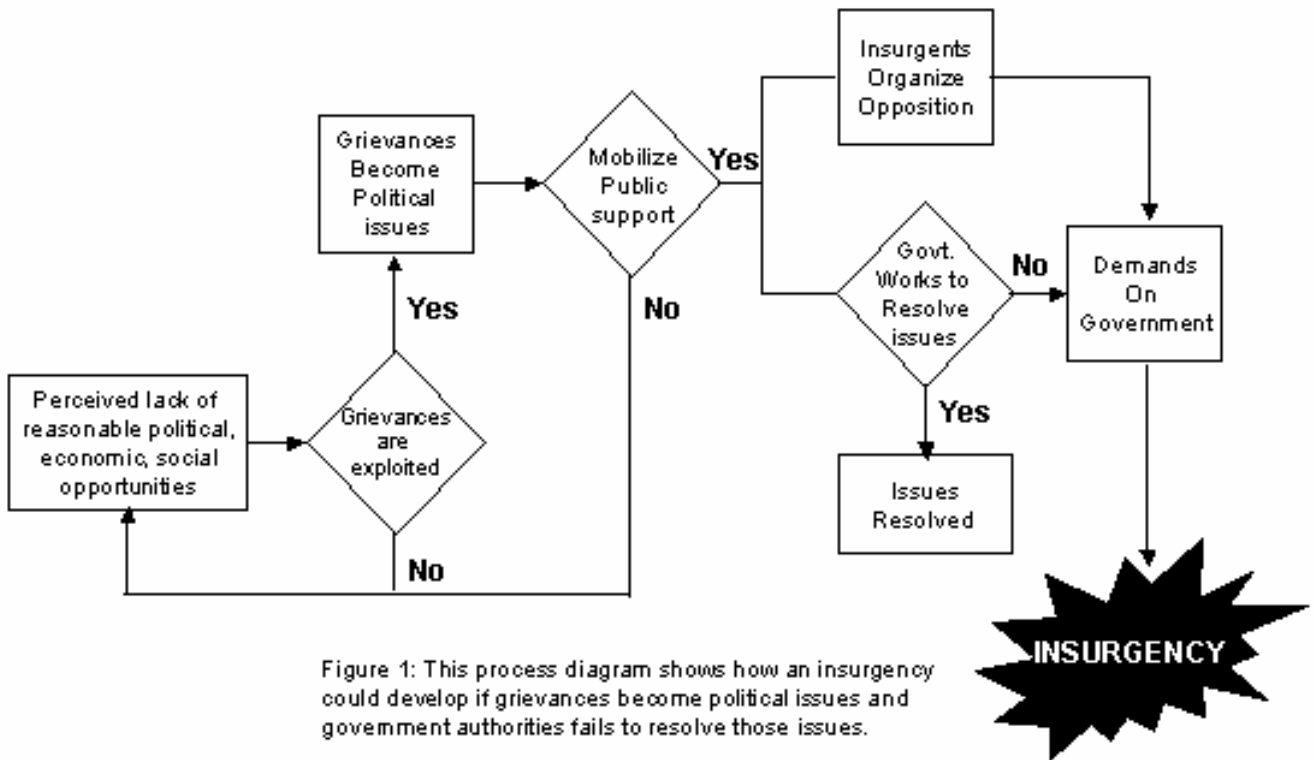 Insurgents
Organize
Opposition
Grievances
Become
Political
issues
Mobilize
Public
support
Yes
No
Govt.
Works to
Resolve
issues
No
Yes
Demands
On
Government
Yes
Perceived lack of
reasonable political,
economic, social
opportunities
Grievances
are
exploited
No
Issues
Resolved
INSURGENCY
Figure 1: This process diagram shows how an insurgency
could develop if grievances become political issues and
government authorities fails to resolve those issues.